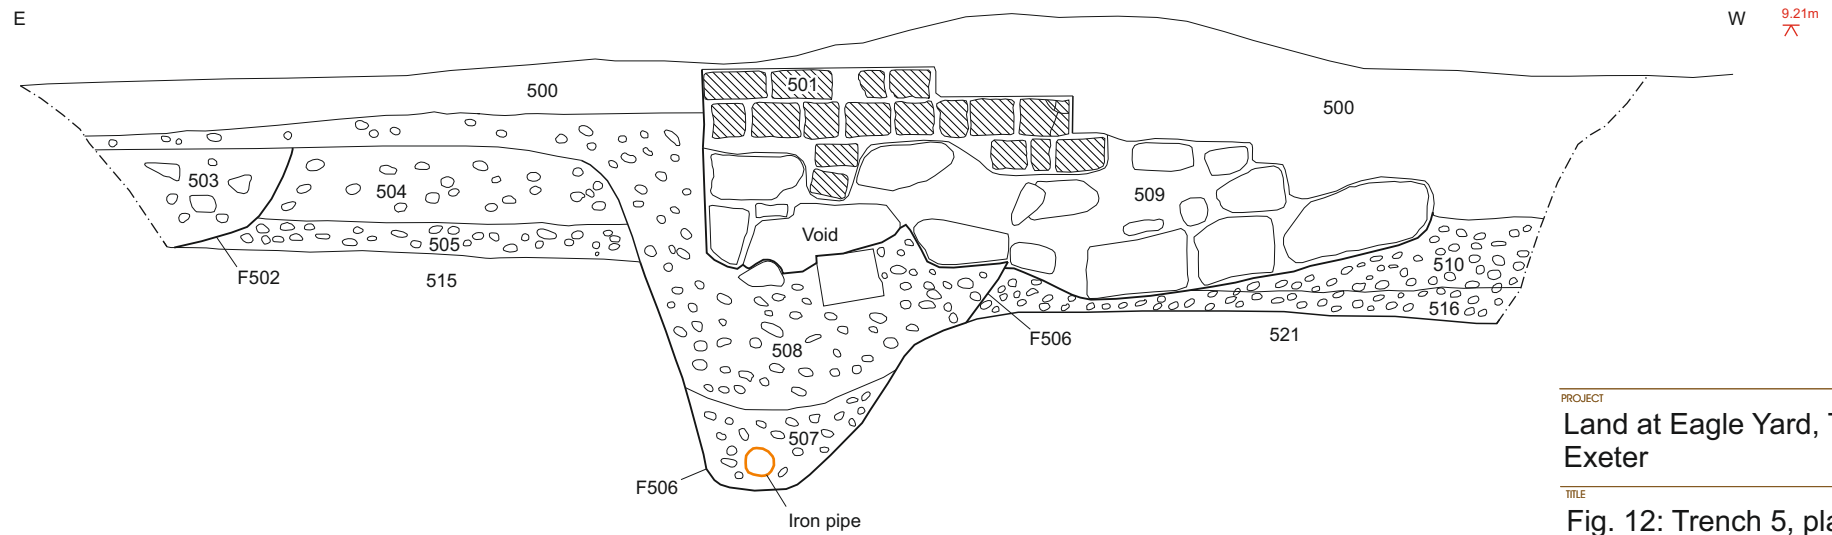 E
W
9.21m
500
501
500
503
504
509
505
Void
F502
515
510
516
F506
521
508
507
F506
Iron pipe
PROJECT
Land at Eagle Yard,
Exeter
TITLE
Fig. 12: Trench 5,